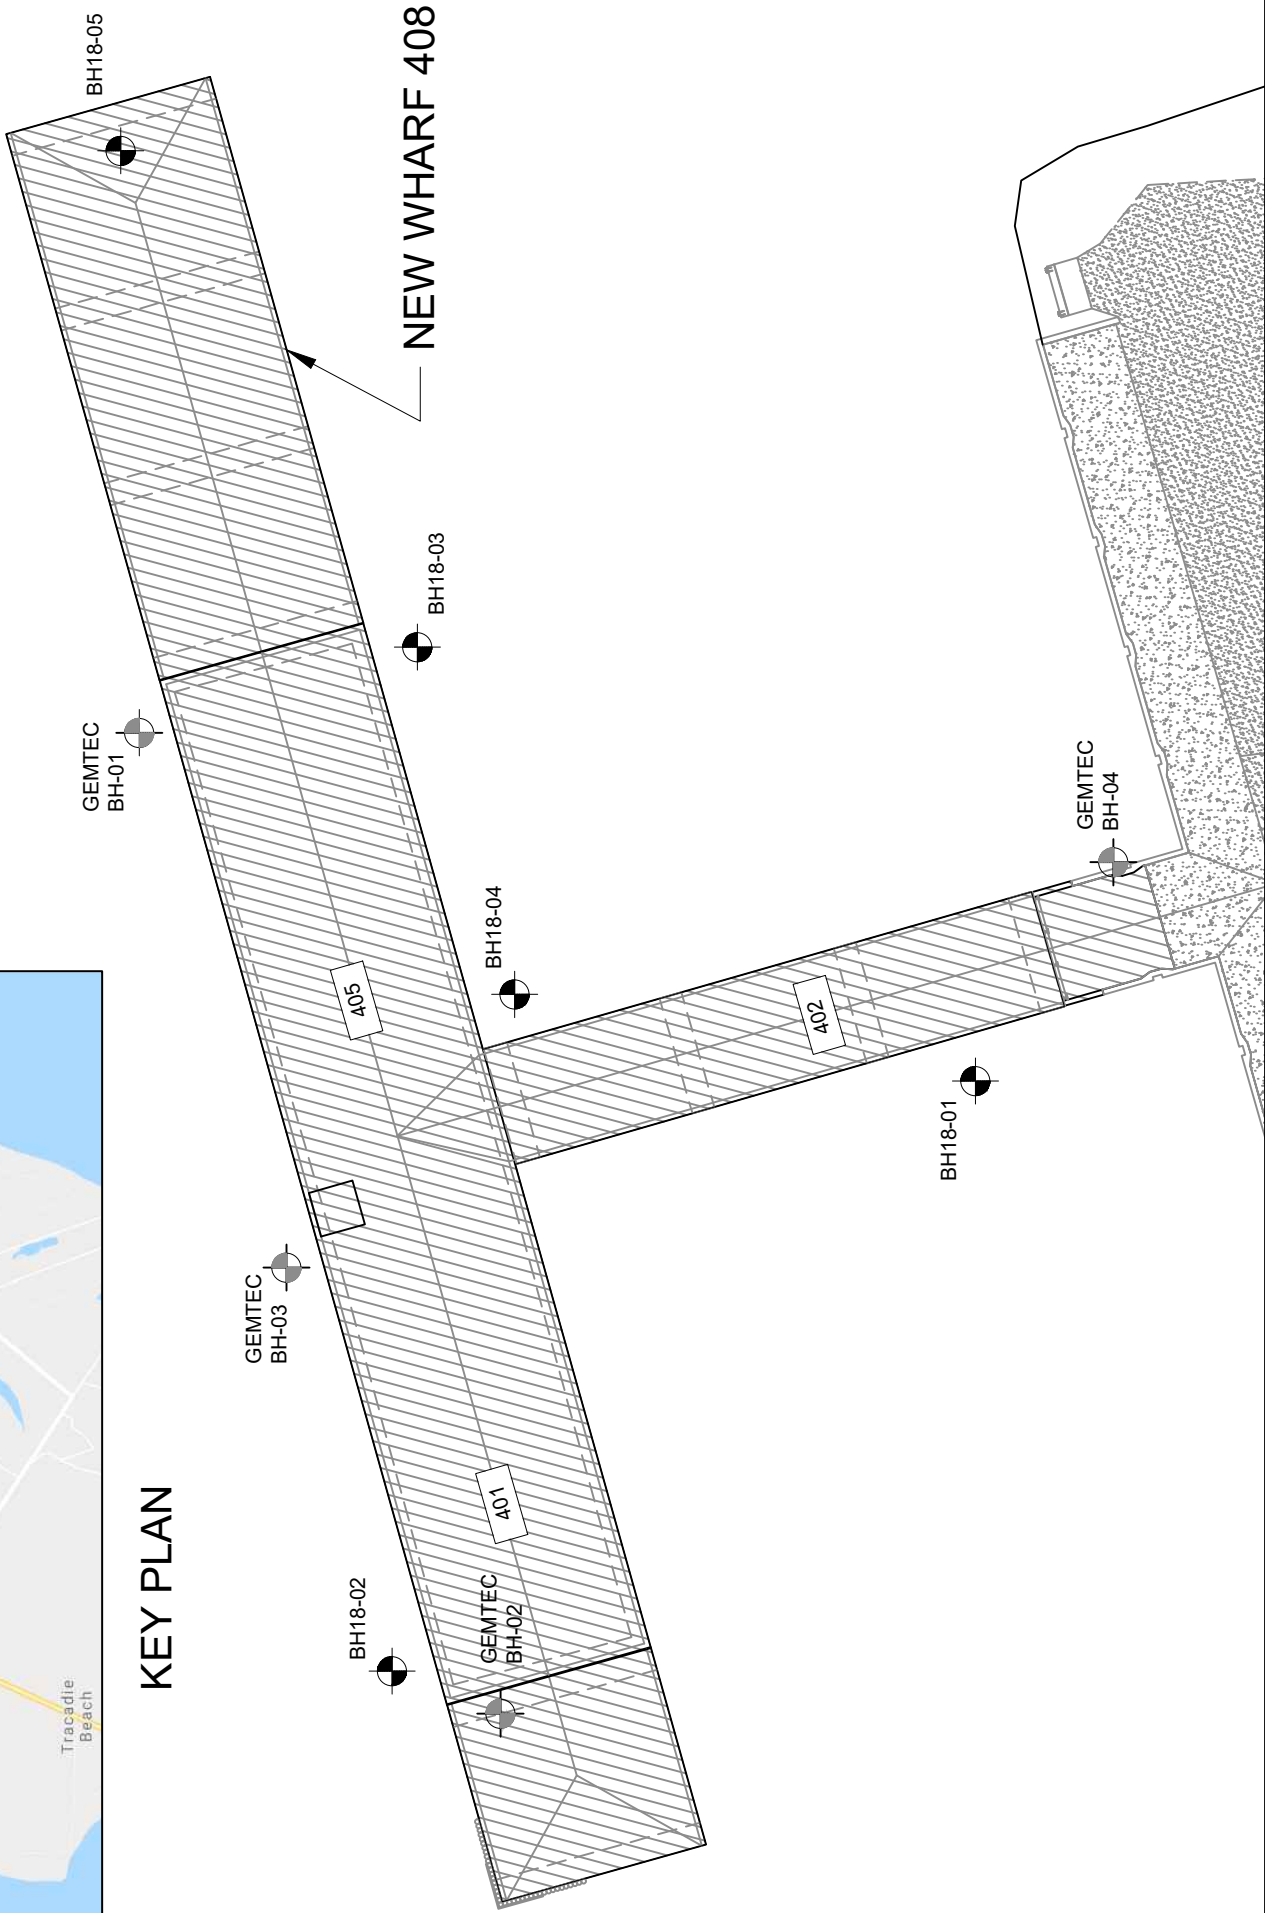 Tracadie
Beach
KEY PLAN
BH18-02
GEMTEC
BH-02
401
GEMTEC
BH-03
BH18-01
402
405
BH18-04
GEMTEC
BH-04
GEMTEC
BH-01
BH18-03
NEW WHARF 408
BH18-05